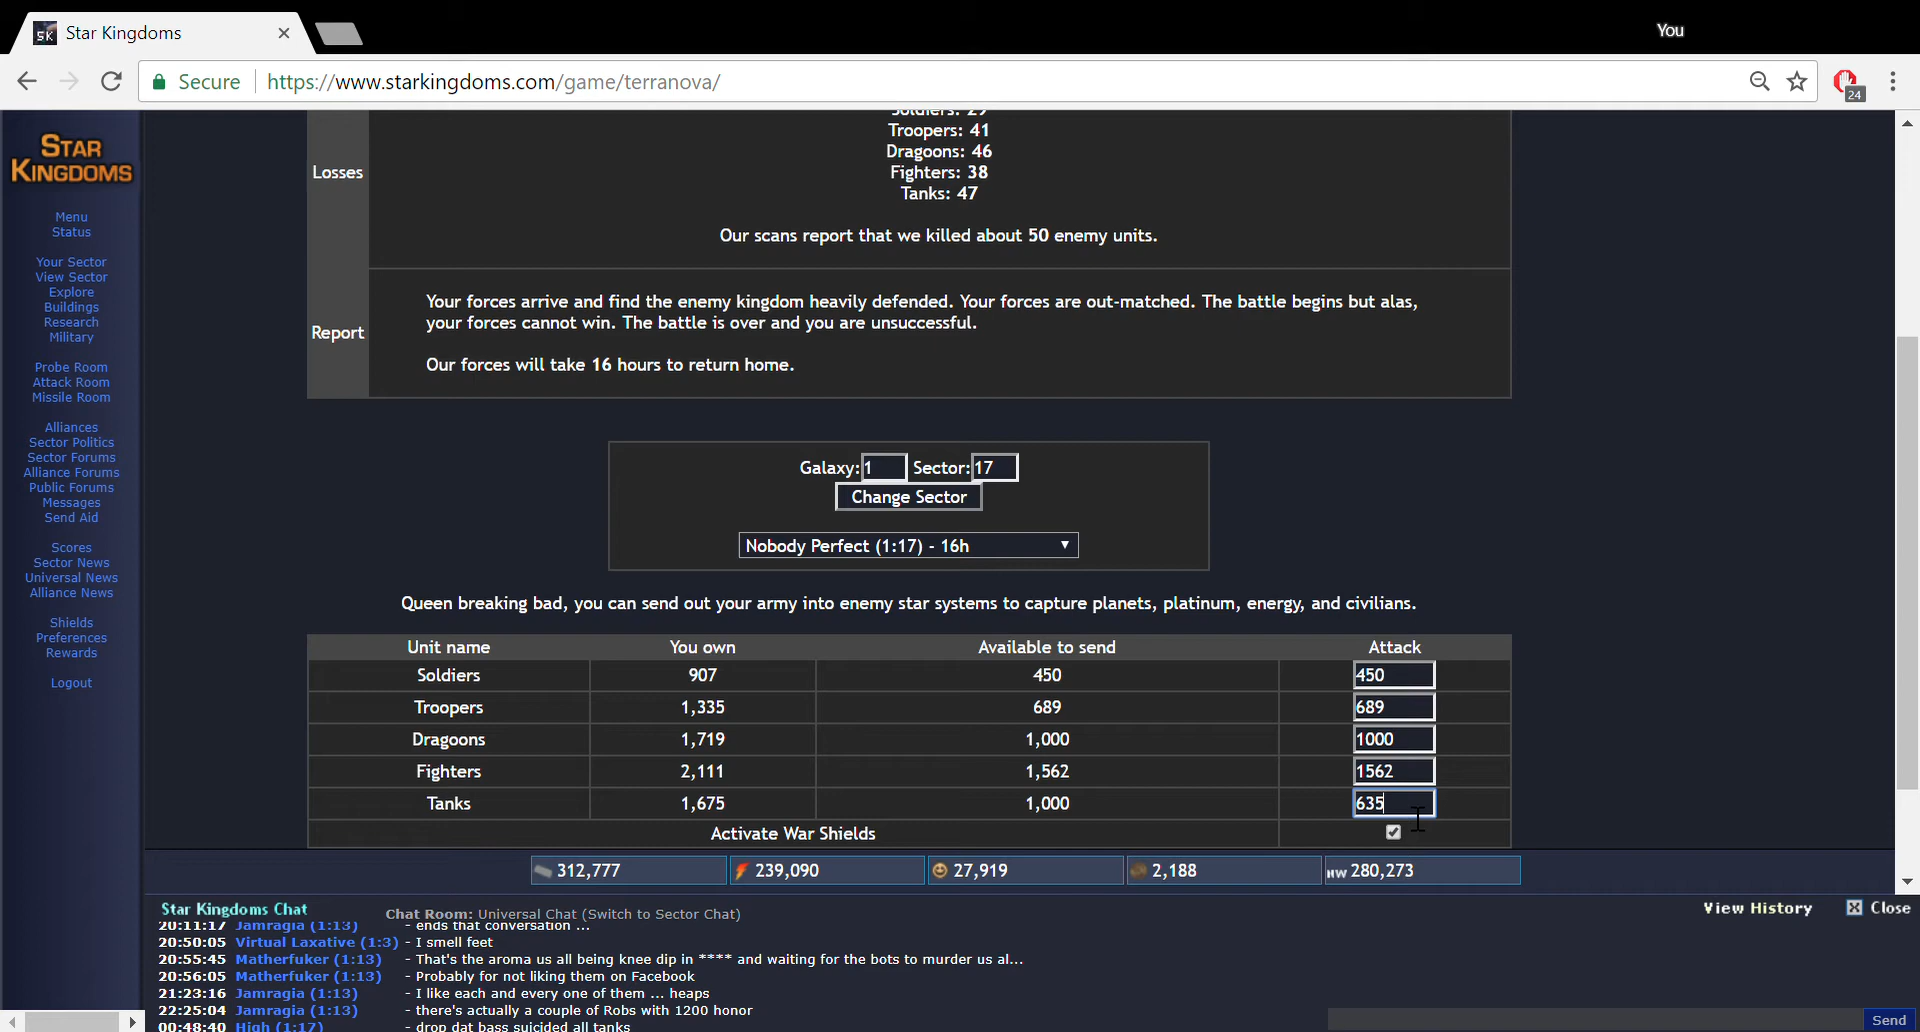 Star Kingdoms
You
Secure https://www.starkingdoms.com/game/terranova/
24
STAR
KINGDOMS
Menu
Status
Your Sector
View Sector
Explore
Buildings
Research
Military
Probe Room
Attack Room
Missile Room
Alliances
Sector Politics
Sector Forums
Alliance Forums
Public Forums
Messages
Send Aid
Scores
Sector News
Universal News
Alliance News
Shields
Preferences
Rewards
Logout
Losses
Soldiers: 29
Troopers: 41
Dragoons: 46
Fighters: 38
Tanks: 47
Our scans report that we killed about 50 enemy units.
Report
Your forces arrive and find the enemy kingdom heavily defended. Your forces are out-matched. The battle begins but alas,
your forces cannot win. The battle is over and you are unsuccessful.
Our forces will take 16 hours to return home.
Galaxy: 1 Sector: 17
Change Sector
Nobody Perfect (1:17) - 16h
Queen breaking bad, you can send out your army into enemy star systems to capture planets, platinum, energy, and civilians.
Unit name You own Available to send Attack
Soldiers 907 450 450
Troopers 1,335 689 689
Dragoons 1,719 1,000 1000
Fighters 2,111 1,562 1562
Tanks 1,675 1,000 635
Activate War Shields
312,777 239,090 27,919 2,188 NW 280,273
Star Kingdoms Chat Chat Room: Universal Chat (Switch to Sector Chat) View History Close
20:11:17 Jamragia (1:13) - ends that conversation ...
20:50:05 Virtual Laxative (1:3) - I smell feet
20:55:45 Matherfuker (1:13) - That's the aroma us all being knee dip in **** and waiting for the bots to murder us al...
20:56:05 Matherfuker (1:13) - Probably for not liking them on Facebook
21:23:16 Jamragia (1:13) - I like each and every one of them ... heaps
22:25:04 Jamragia (1:13) - there's actually a couple of Robs with 1200 honor
00:48:40 High (1:17) - drop dat bass suicided all tanks
Send